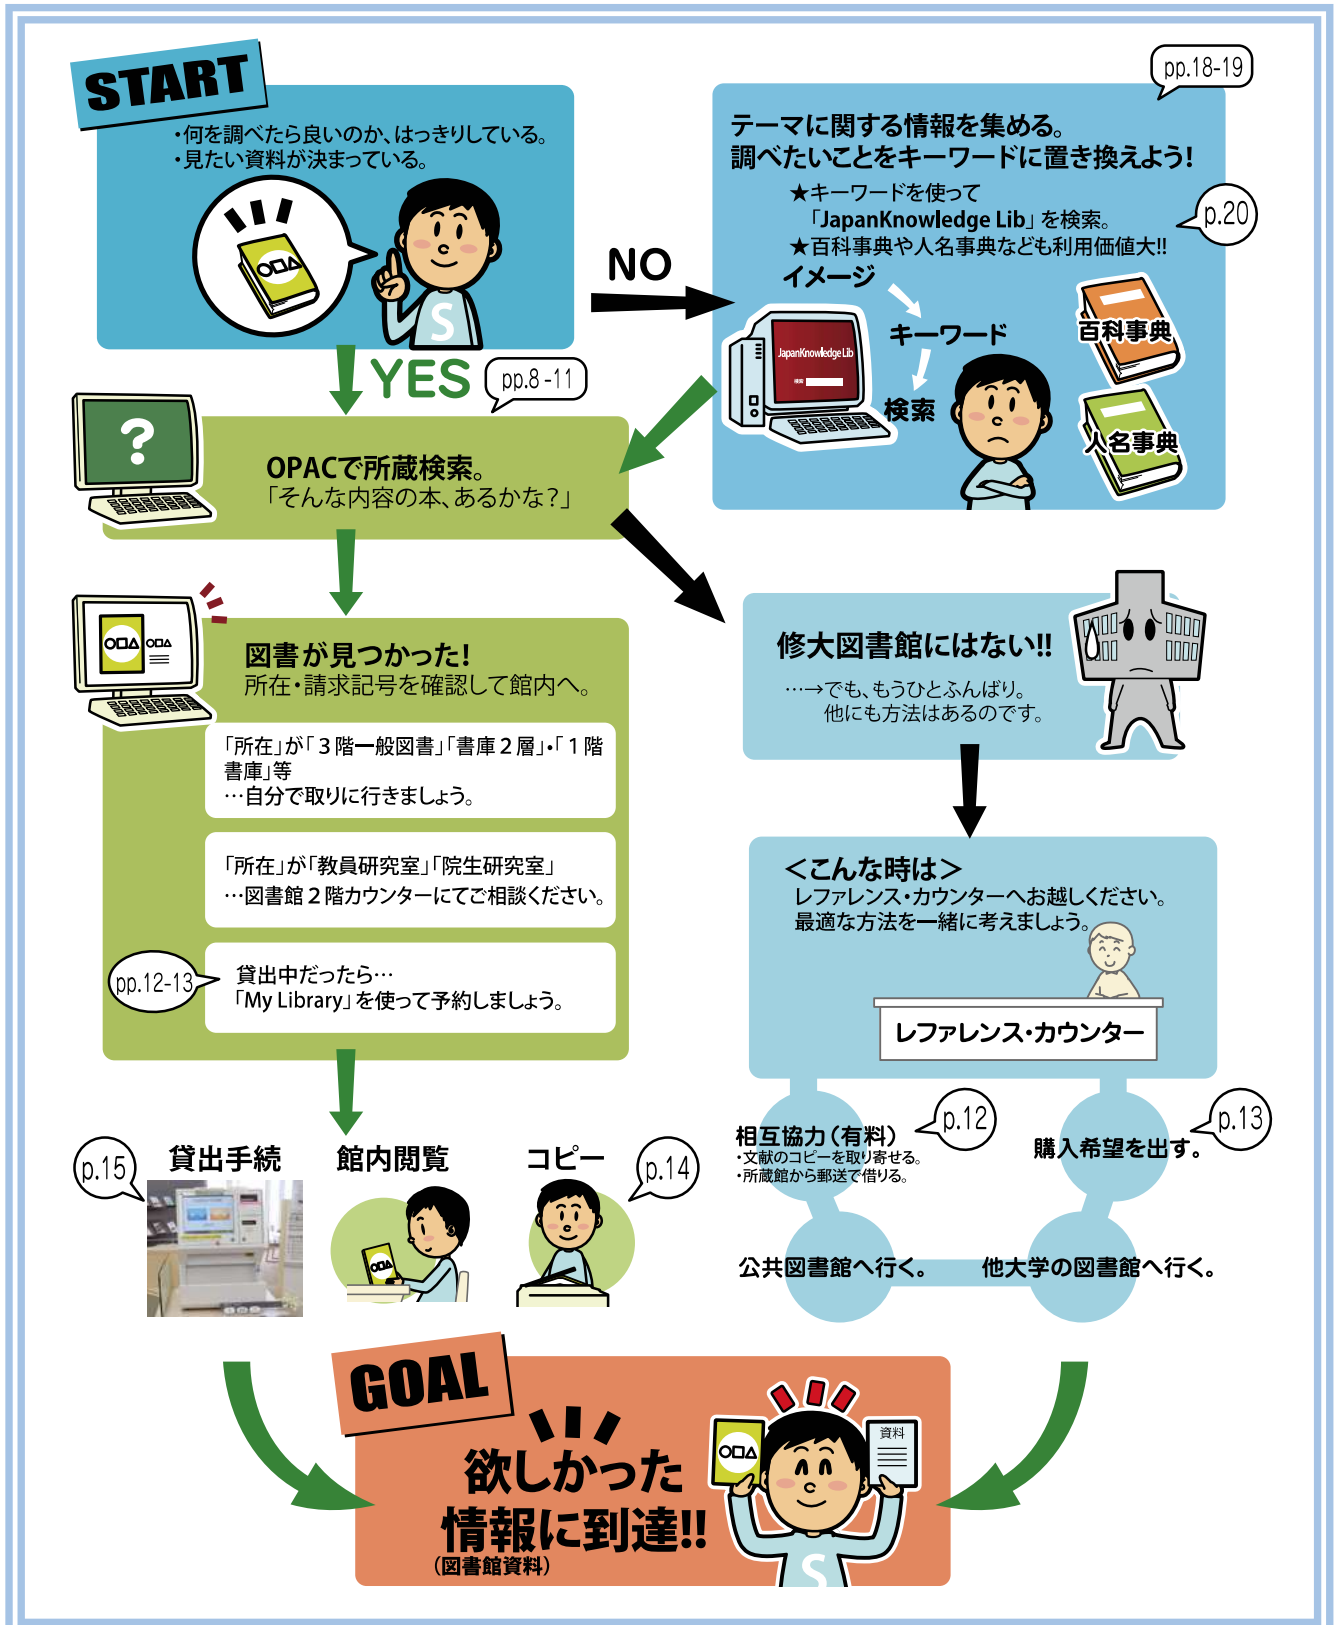 START
・何を調べたら良いのか、はっきりしている。
・見たい資料が決まっている。
○□△
S
NO
YES
pp.8-11
pp.18-19
テーマに関する情報を集める。
調べたいことをキーワードに置き換えよう!
★キーワードを使って
「JapanKnowledge Lib」を検索。
★百科事典や人名事典なども利用価値大!!
p.20
イメージ
キーワード
検索
JapanKnowledge Lib
検索
百科事典
人名事典
?
OPACで所蔵検索。
「そんな内容の本、あるかな？」
○□△
○□△
図書が見つかった!
所在・請求記号を確認して館内へ。
「所在」が「３階一般図書」「書庫２層」・「１階
書庫」等
…自分で取りに行きましょう。
「所在」が「教員研究室」「院生研究室」
…図書館２階カウンターにてご相談ください。
pp.12-13
貸出中だったら…
「My Library」を使って予約しましょう。
修大図書館にはない!!
…→でも、もうひとふんばり。
他にも方法はあるのです。
＜こんな時は＞
レファレンス・カウンターへお越しください。
最適な方法を一緒に考えましょう。
レファレンス・カウンター
p.12
相互協力（有料）
・文献のコピーを取り寄せる。
・所蔵館から郵送で借りる。
p.13
購入希望を出す。
公共図書館へ行く。
他大学の図書館へ行く。
p.15
貸出手続
館内閲覧
○□△
コピー
p.14
GOAL
欲しかった
情報に到達!!
（図書館資料）
○□△
資料
S